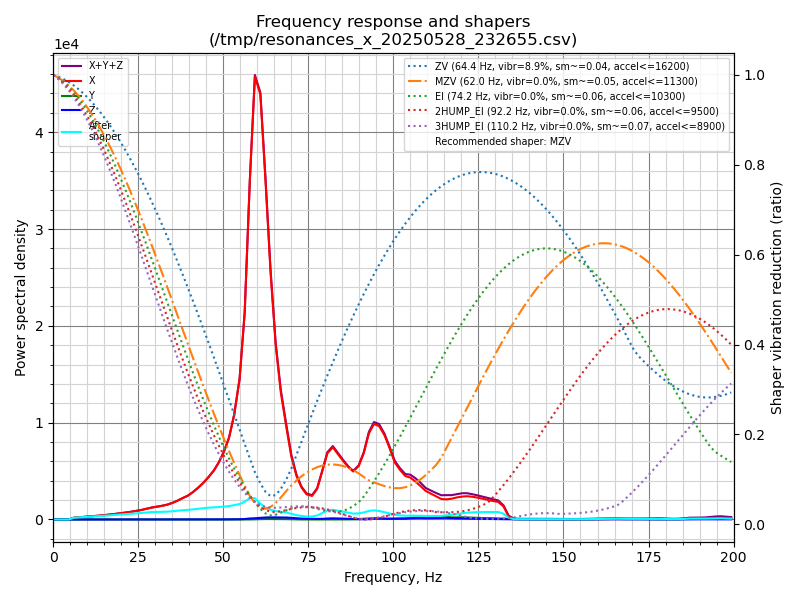 Frequency response and shapers
(/tmp/resonances_x_20250528_232655.csv)
1e4
X+Y+Z
X
Y
Z
After
shaper
ZV (64.4 Hz, vibr=8.9%, sm~=0.04, accel<=16200)
MZV (62.0 Hz, vibr=0.0%, sm~=0.05, accel<=11300)
EI (74.2 Hz, vibr=0.0%, sm~=0.06, accel<=10300)
2HUMP_EI (92.2 Hz, vibr=0.0%, sm~=0.06, accel<=9500)
3HUMP_EI (110.2 Hz, vibr=0.0%, sm~=0.07, accel<=8900)
Recommended shaper: MZV
Power spectral density
4
3
2
1
0
1.0
0.8
0.6
0.4
0.2
0.0
Shaper vibration reduction (ratio)
0 25 50 75 100 125 150 175 200
Frequency, Hz